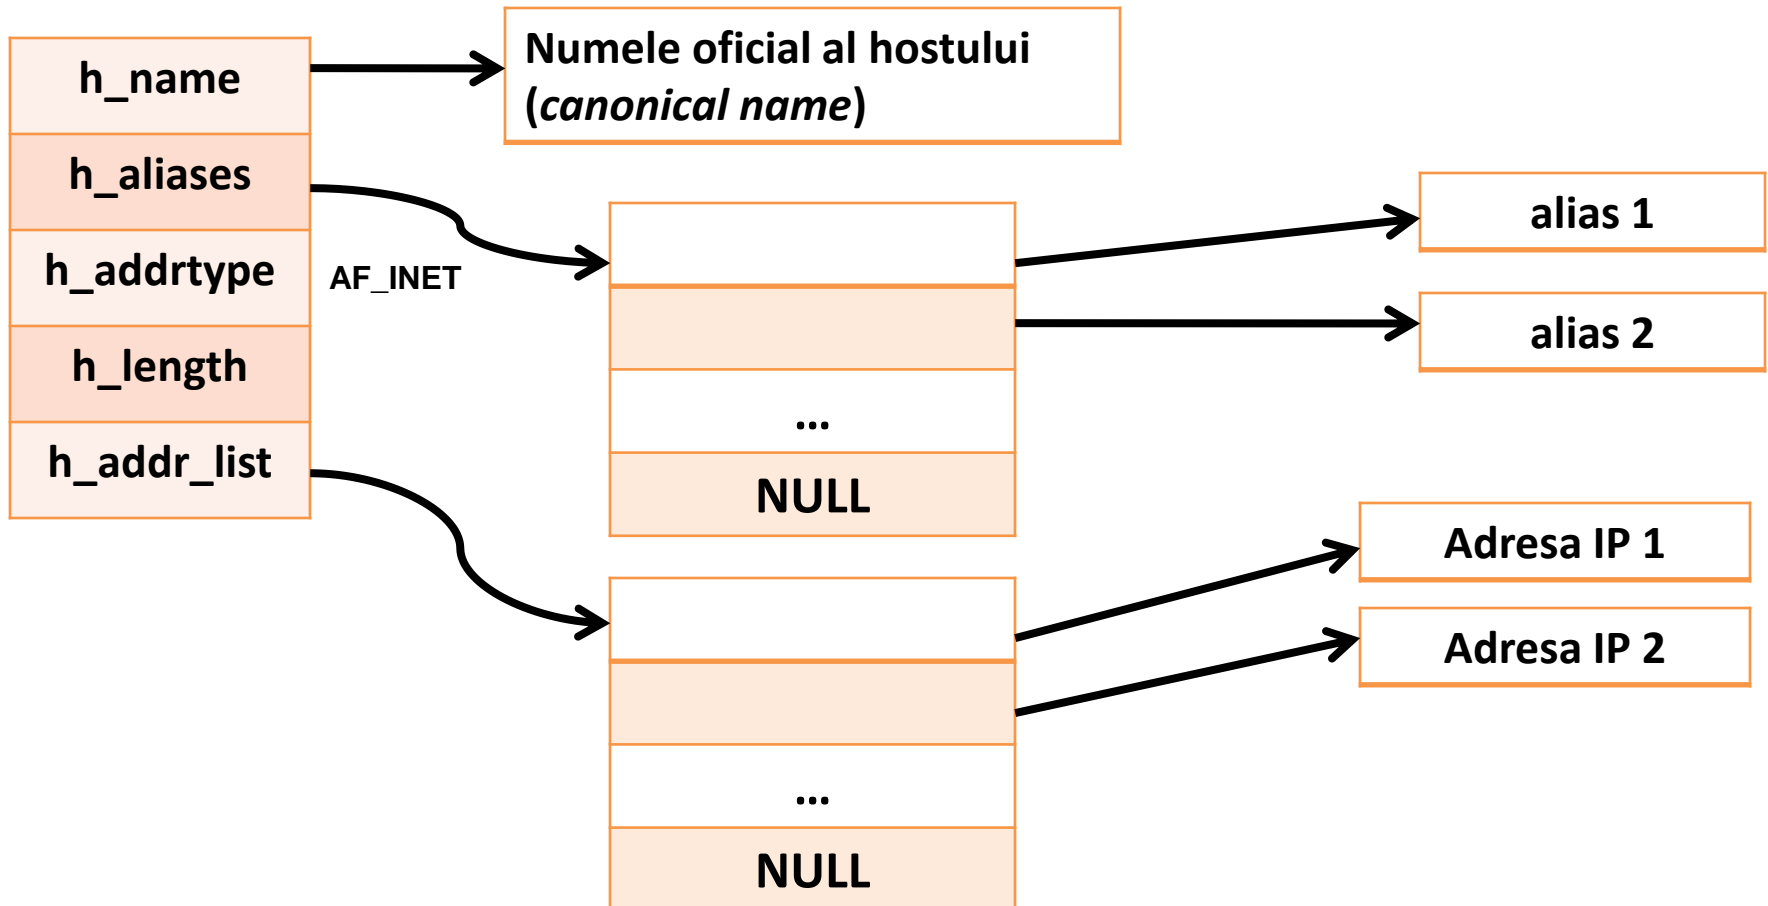 h_name
Numele oficial al hostului
(canonical name)
h_aliases
h_addrtype
AF_INET
h_length
h_addr_list
alias 1
alias 2
...
NULL
Adresa IP 1
Adresa IP 2
...
NULL